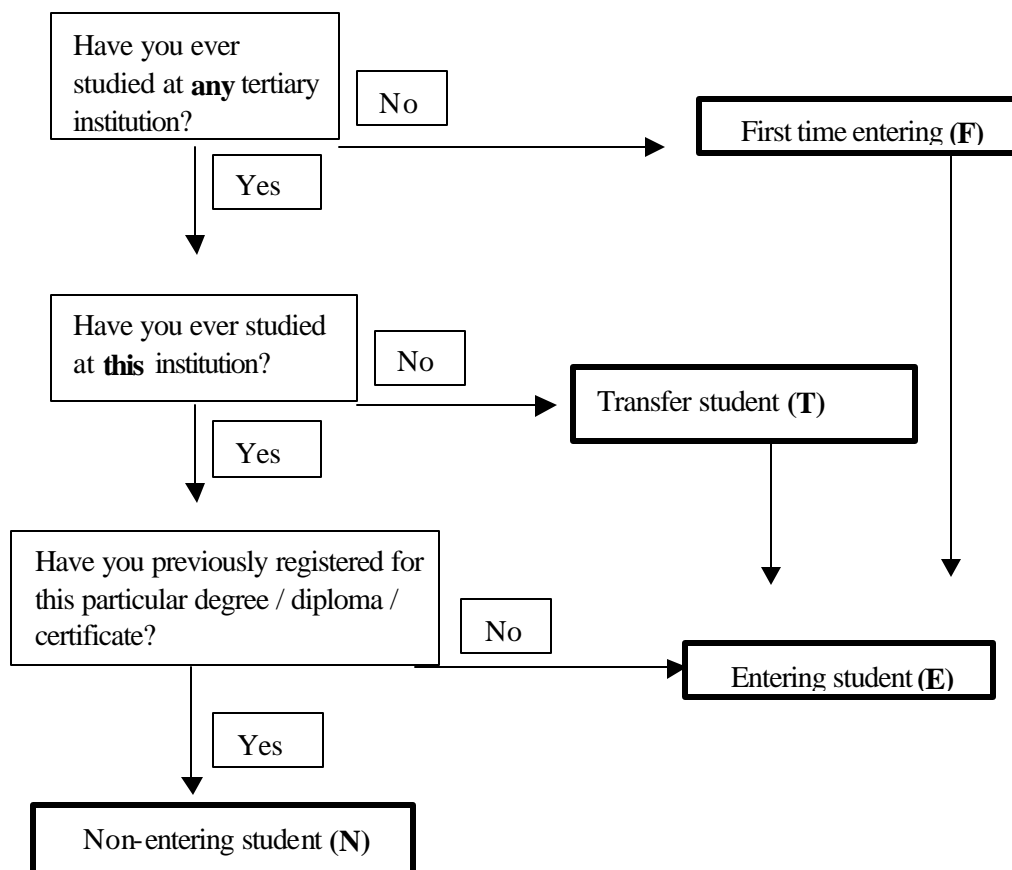 Have you ever
studied at any tertiary
institution?
No
First time entering (F)
Yes
Have you ever studied
at this institution?
No
Transfer student (T)
Yes
Have you previously registered for
this particular degree / diploma /
certificate?
No
Entering student (E)
Yes
Non-entering student (N)